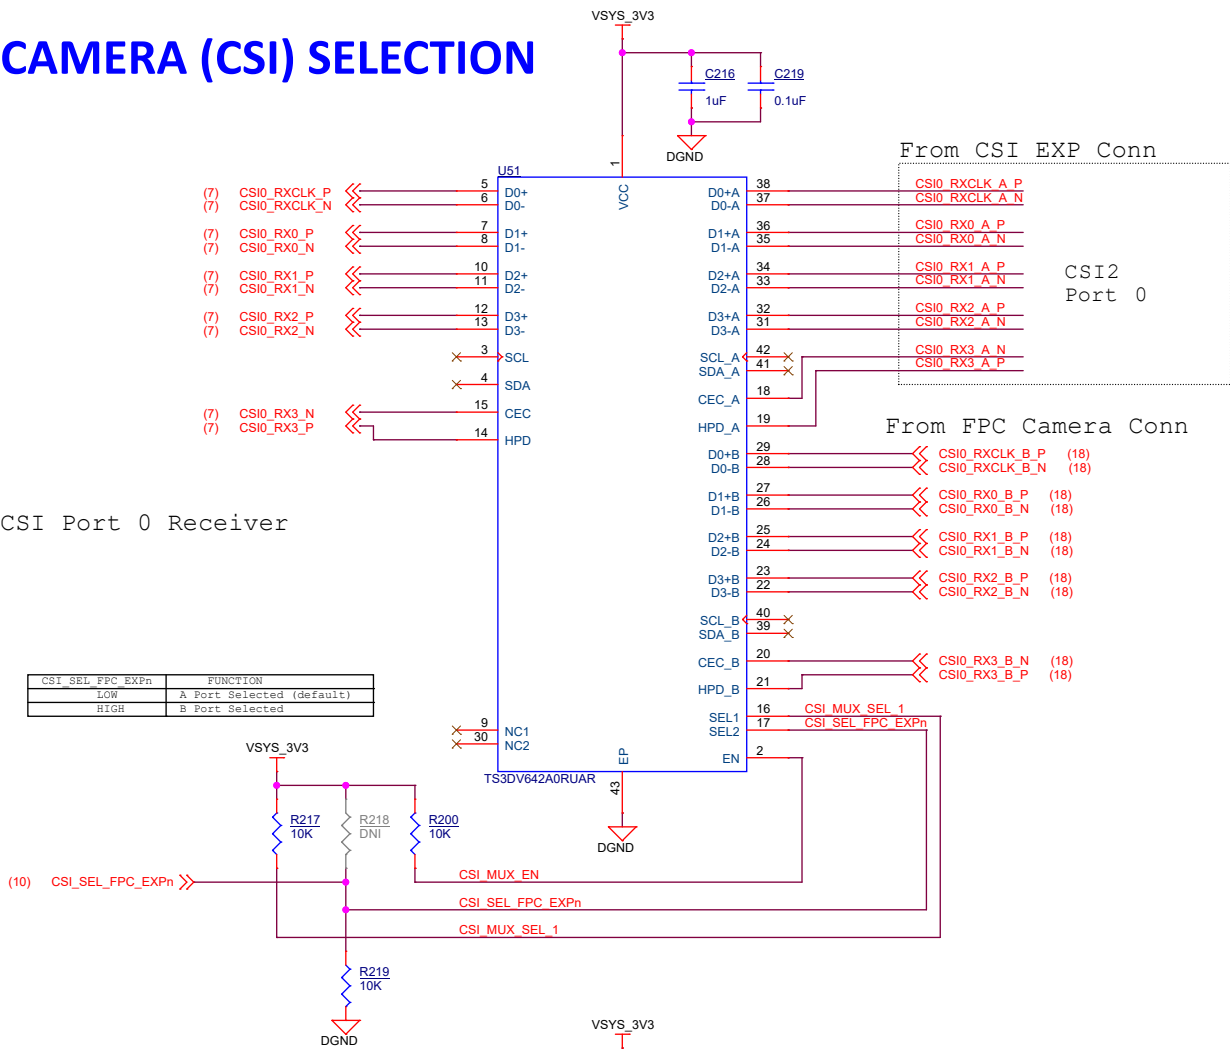 VSYS_3V3
CAMERA (CSI) SELECTION
C216
1uF
C219
0.1uF
DGND
From CSI EXP Conn
U51
1
VCC
(7) CSI0_RXCLK_P 5 D0+
(7) CSI0_RXCLK_N 6 D0-
(7) CSI0_RX0_P 7 D1+
(7) CSI0_RX0_N 8 D1-
(7) CSI0_RX1_P 10 D2+
(7) CSI0_RX1_N 11 D2-
(7) CSI0_RX2_P 12 D3+
(7) CSI0_RX2_N 13 D3-
3 SCL
4 SDA
(7) CSI0_RX3_N 15 CEC
(7) CSI0_RX3_P 14 HPD
D0+A 38 CSI0_RXCLK_A_P
D0-A 37 CSI0_RXCLK_A_N
D1+A 36 CSI0_RX0_A_P
D1-A 35 CSI0_RX0_A_N
D2+A 34 CSI0_RX1_A_P
D2-A 33 CSI0_RX1_A_N
D3+A 32 CSI0_RX2_A_P
D3-A 31 CSI0_RX2_A_N
CSI2
Port 0
SCL_A 42
SDA_A 41
CSI0_RX3_A_N
CSI0_RX3_A_P
CEC_A 18
HPD_A 19
From FPC Camera Conn
D0+B 29 CSI0_RXCLK_B_P (18)
D0-B 28 CSI0_RXCLK_B_N (18)
D1+B 27 CSI0_RX0_B_P (18)
D1-B 26 CSI0_RX0_B_N (18)
D2+B 25 CSI0_RX1_B_P (18)
D2-B 24 CSI0_RX1_B_N (18)
D3+B 23 CSI0_RX2_B_P (18)
D3-B 22 CSI0_RX2_B_N (18)
SCL_B 40
SDA_B 39
CEC_B 20 CSI0_RX3_B_N (18)
HPD_B 21 CSI0_RX3_B_P (18)
SEL1 16 CSI_MUX_SEL_1
SEL2 17 CSI_SEL_FPC_EXPn
EN 2
CSI Port 0 Receiver
CSI_SEL_FPC_EXPn FUNCTION
LOW A Port Selected (default)
HIGH B Port Selected
9 NC1
30 NC2
EP
43
TS3DV642A0RUAR
DGND
VSYS_3V3
R217
10K
R218
DNI
R200
10K
(10) CSI_SEL_FPC_EXPn
CSI_MUX_EN
CSI_SEL_FPC_EXPn
CSI_MUX_SEL_1
R219
10K
DGND
VSYS_3V3